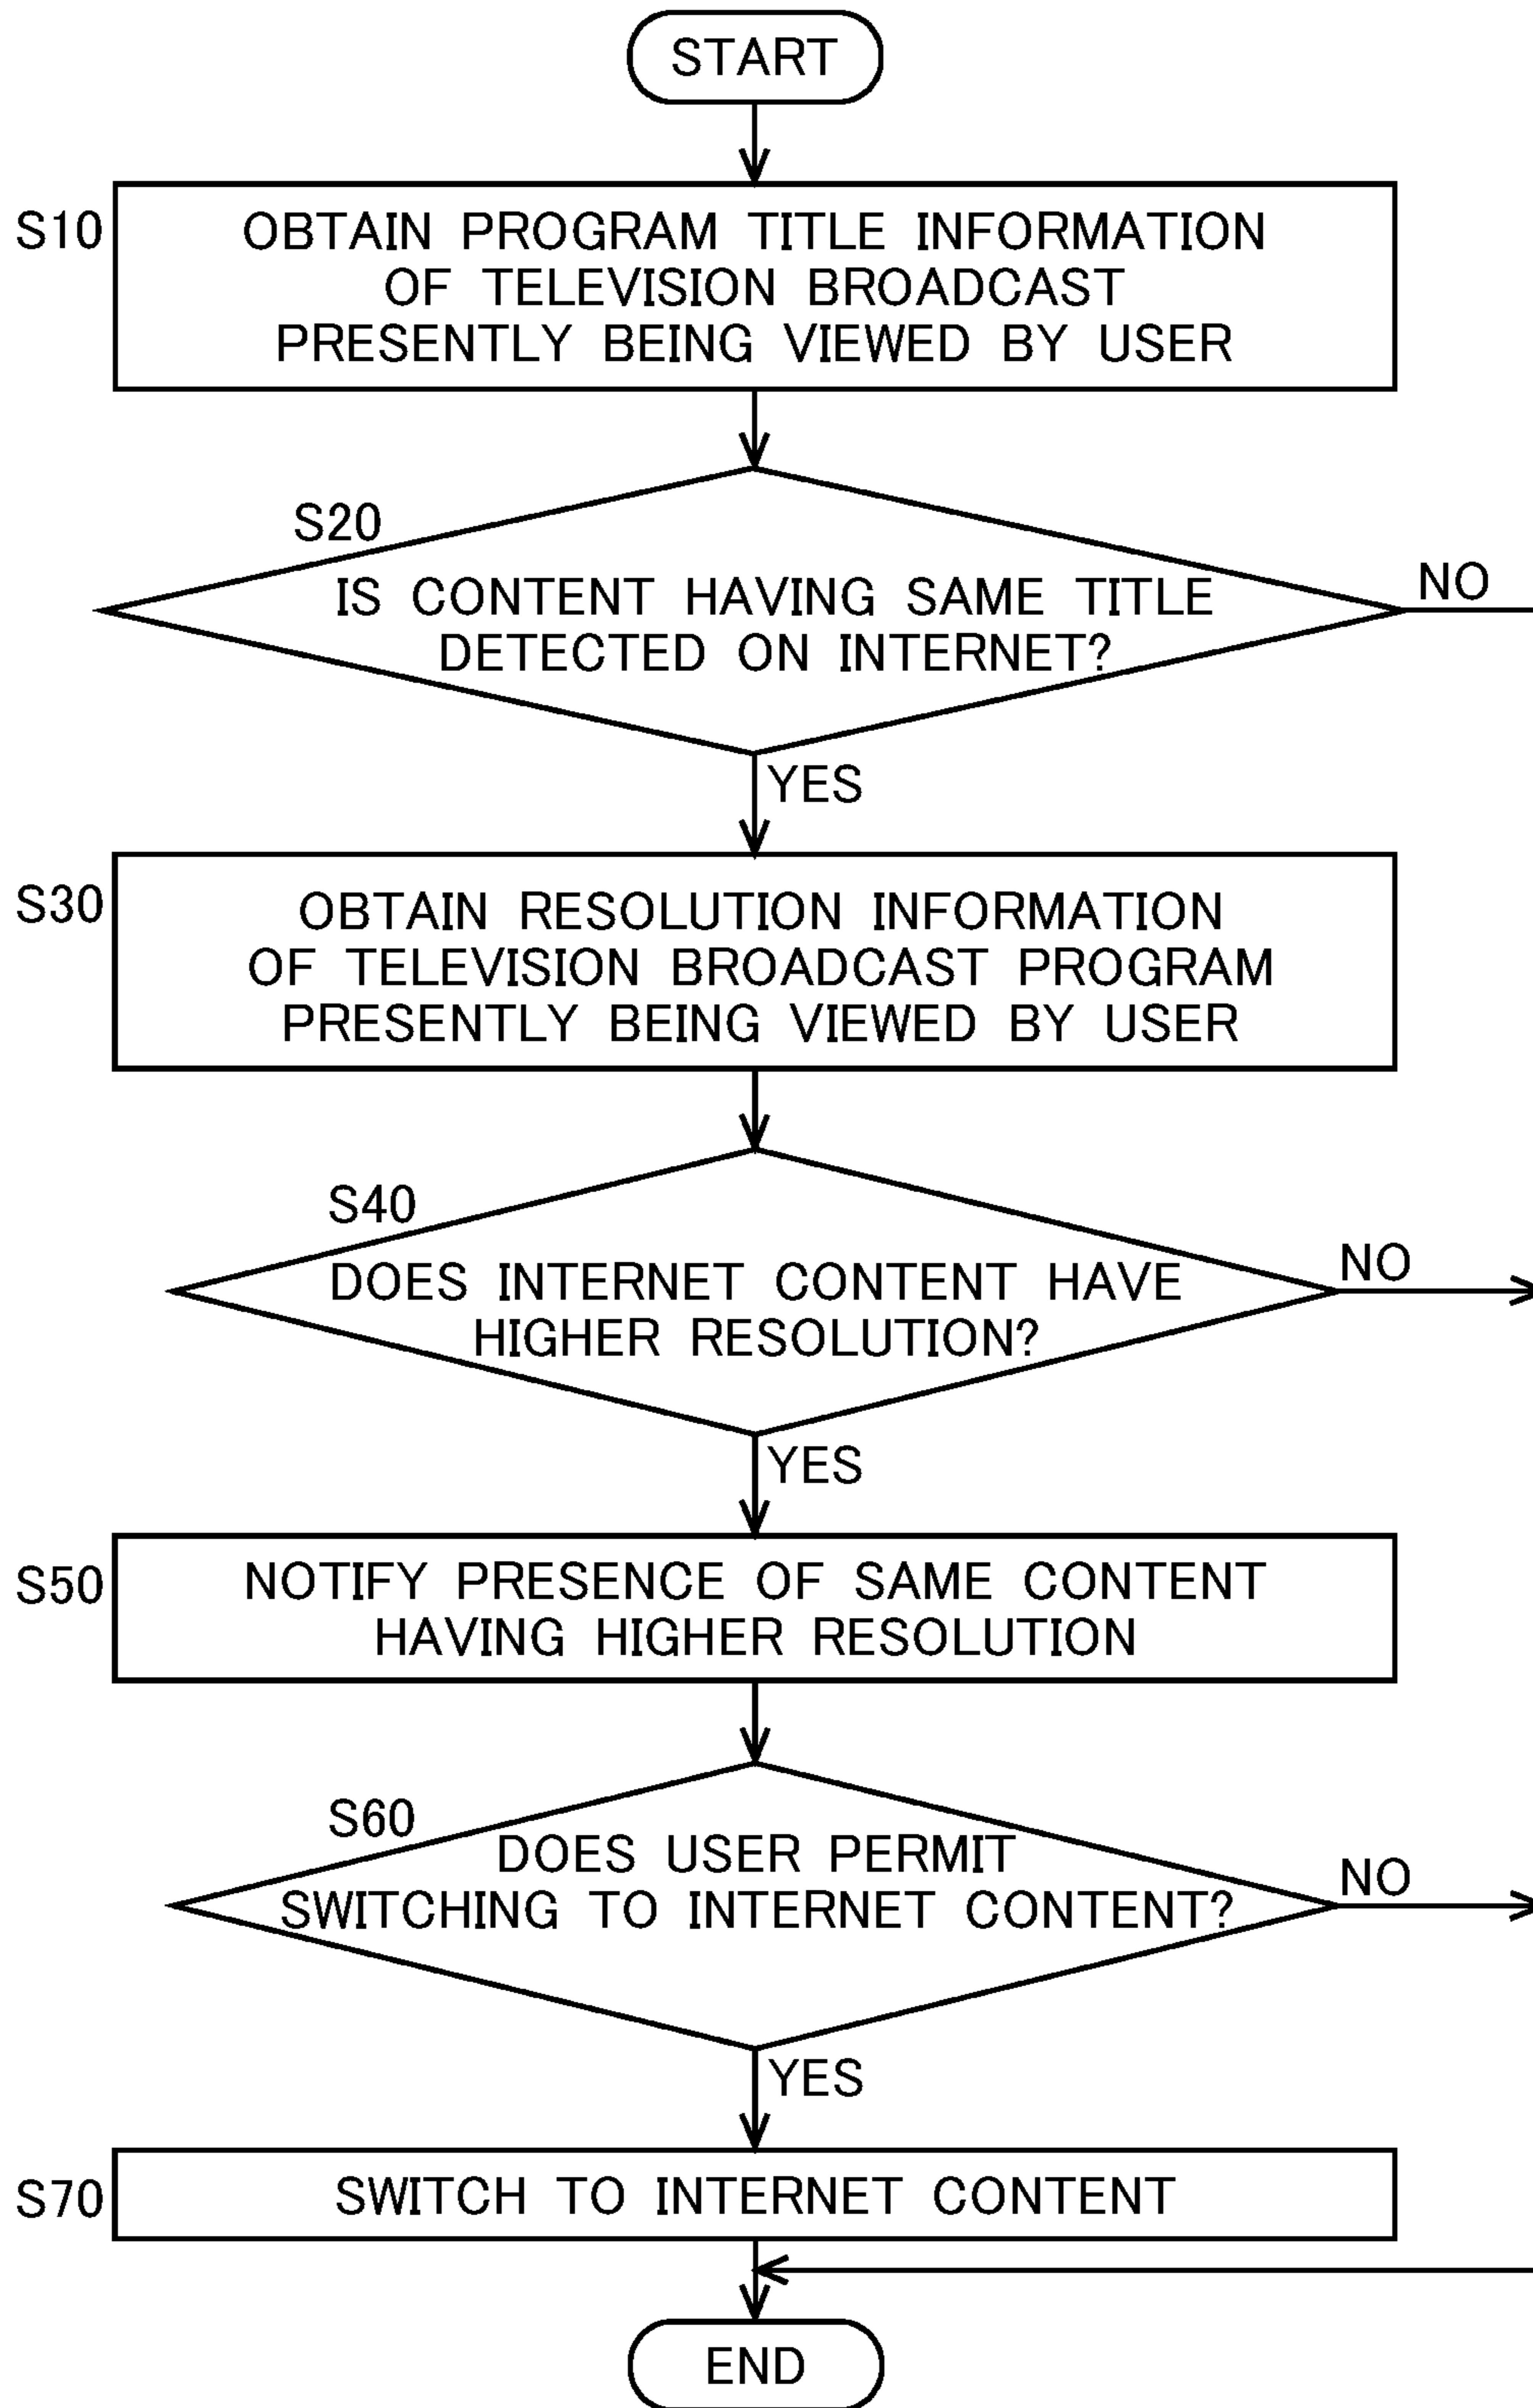 START
S10
OBTAIN PROGRAM TITLE INFORMATION
OF TELEVISION BROADCAST
PRESENTLY BEING VIEWED BY USER
S20
IS CONTENT HAVING SAME TITLE
DETECTED ON INTERNET?
NO
YES
S30
OBTAIN RESOLUTION INFORMATION
OF TELEVISION BROADCAST PROGRAM
PRESENTLY BEING VIEWED BY USER
S40
DOES INTERNET CONTENT HAVE
HIGHER RESOLUTION?
NO
YES
S50
NOTIFY PRESENCE OF SAME CONTENT
HAVING HIGHER RESOLUTION
S60
DOES USER PERMIT
SWITCHING TO INTERNET CONTENT?
NO
YES
S70
SWITCH TO INTERNET CONTENT
END